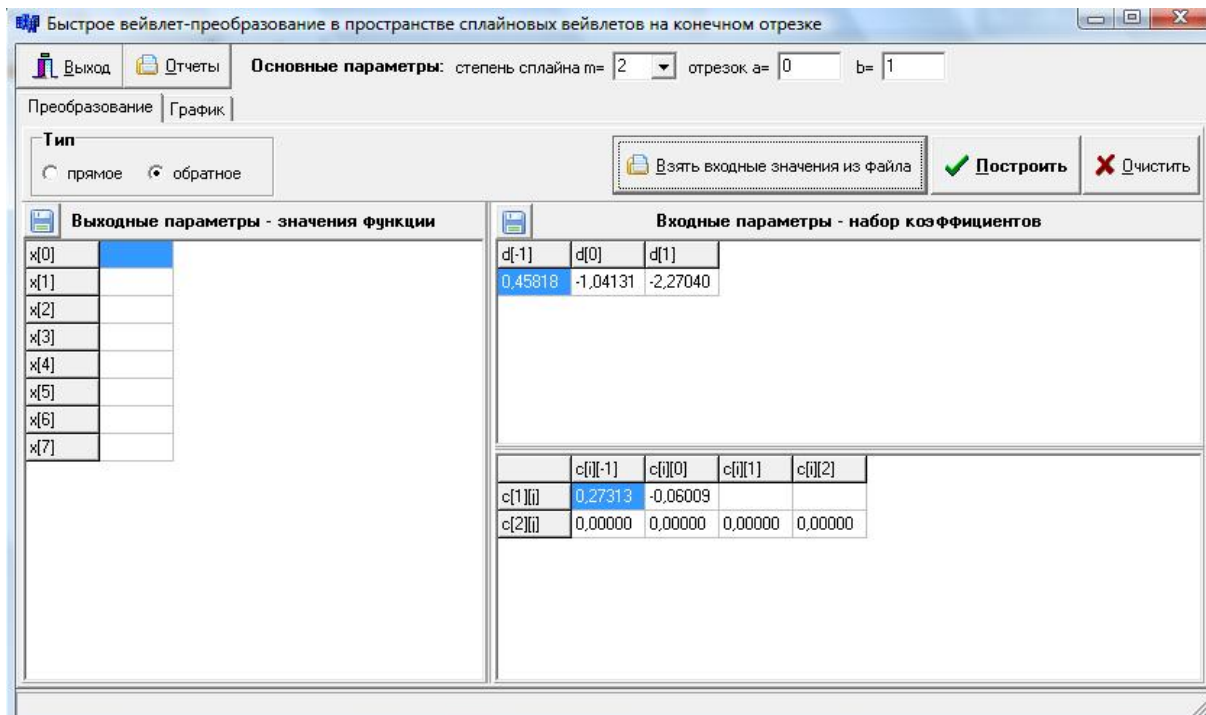 Быстрое вейвлет-преобразование в пространстве сплайновых вейвлетов на конечном отрезке
Выход Отчеты Основные параметры: степень сплайна m= 2 отрезок a= 0 b= 1
Преобразование График
Тип
прямое обратное
Взять входные значения из файла Построить Очистить
Выходные параметры - значения функции
x[0]
x[1]
x[2]
x[3]
x[4]
x[5]
x[6]
x[7]
Входные параметры - набор коэффициентов
d[-1] d[0] d[1]
0,45818 -1,04131 -2,27040
c[i][-1] c[i][0] c[i][1] c[i][2]
c[1][j] 0,27313 -0,06009
c[2][j] 0,00000 0,00000 0,00000 0,00000